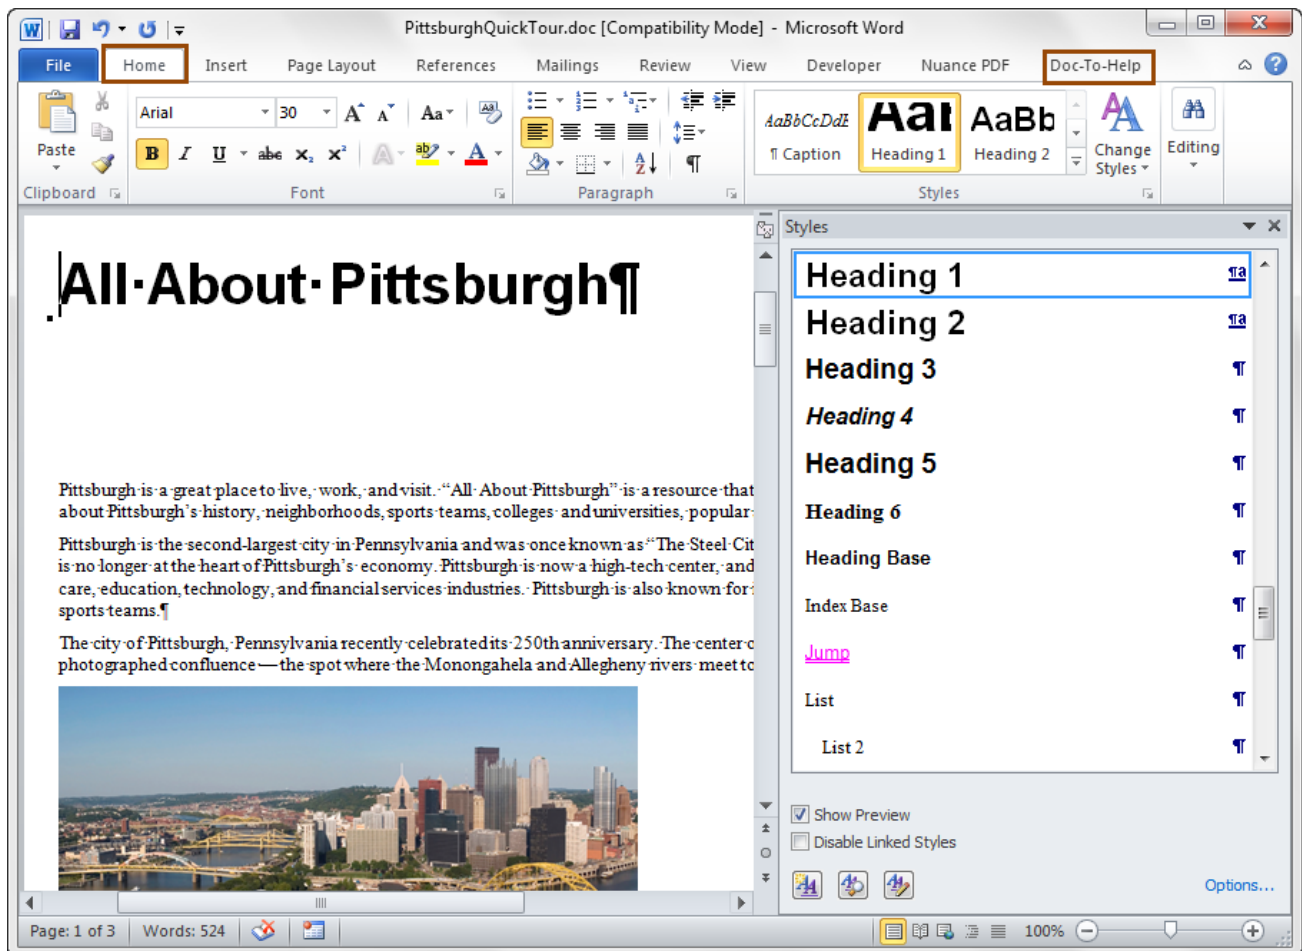 PittsburghQuickTour.doc [Compatibility Mode] - Microsoft Word
File Home Insert Page Layout References Mailings Review View Developer Nuance PDF Doc-To-Help
Arial 30 Aa AaBbCcDdE AaI AaBb
Paste B I U abc x₂ x² ab A ¶ Caption Heading 1 Heading 2 Change Styles Editing
Clipboard Font Paragraph Styles
Styles
All·About·Pittsburgh¶
Pittsburgh·is·a·great·place·to·live,·work,·and·visit.·“All·About·Pittsburgh”·is·a·resource·that
about·Pittsburgh’s·history,·neighborhoods,·sports·teams,·colleges·and·universities,·popular·
Pittsburgh·is·the·second-largest·city·in·Pennsylvania·and·was·once·known·as·“The·Steel·Cit
is·no·longer·at·the·heart·of·Pittsburgh’s·economy.·Pittsburgh·is·now·a·high-tech·center,·and
care,·education,·technology,·and·financial·services·industries.·Pittsburgh·is·also·known·for·
sports·teams.¶
The·city·of·Pittsburgh,·Pennsylvania·recently·celebrated·its·250th·anniversary.·The·center·o
photographed·confluence·—·the·spot·where·the·Monongahela·and·Allegheny·rivers·meet·to
Heading 1 ¶a
Heading 2 ¶a
Heading 3 ¶
Heading 4 ¶
Heading 5 ¶
Heading 6 ¶
Heading Base ¶
Index Base ¶
Jump ¶
List ¶
List 2 ¶
Show Preview
Disable Linked Styles
Options...
Page: 1 of 3 Words: 524 100%